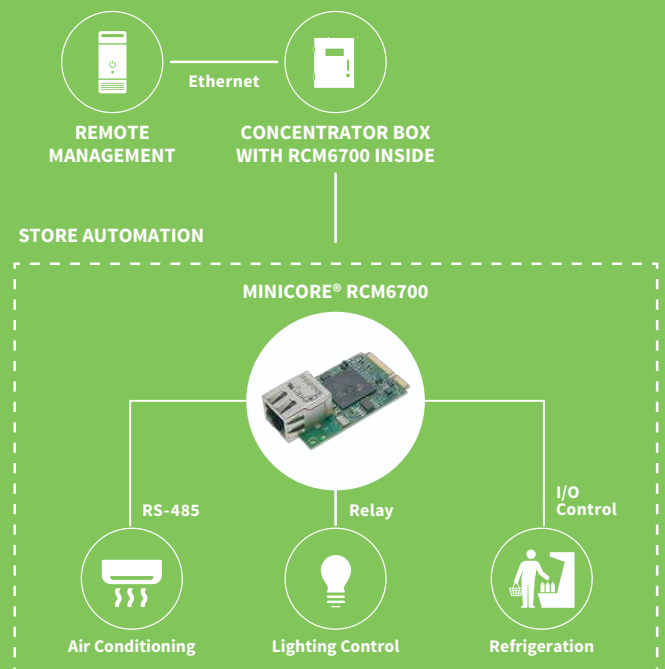 Ethernet
REMOTE
MANAGEMENT
CONCENTRATOR BOX
WITH RCM6700 INSIDE
STORE AUTOMATION
MINICORE® RCM6700
RS-485
Relay
I/O
Control
Air Conditioning
Lighting Control
Refrigeration